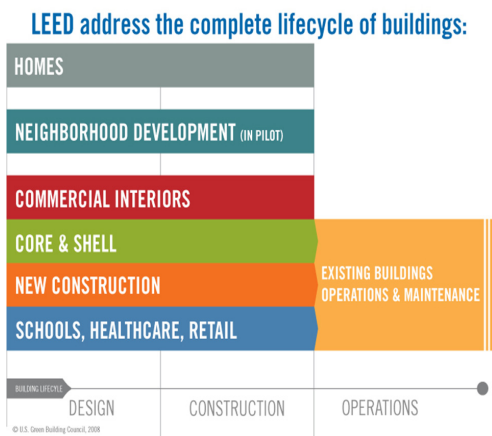 LEED address the complete lifecycle of buildings:
HOMES
NEIGHBORHOOD DEVELOPMENT (IN PILOT)
COMMERCIAL INTERIORS
CORE & SHELL
NEW CONSTRUCTION
SCHOOLS, HEALTHCARE, RETAIL
EXISTING BUILDINGS
OPERATIONS & MAINTENANCE
BUILDING LIFECYLE
DESIGN
CONSTRUCTION
OPERATIONS
© U.S. Green Building Council, 2008